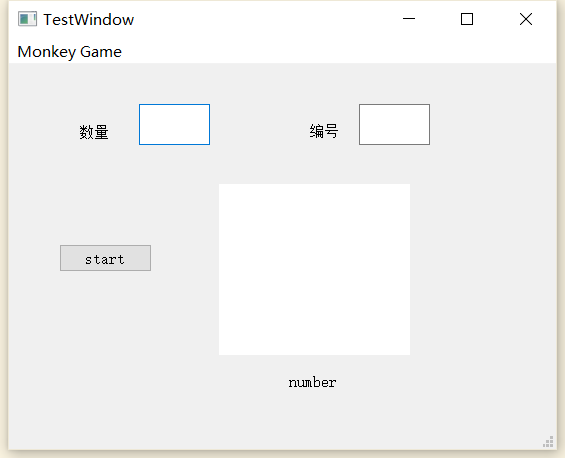 TestWindow
Monkey Game
数量 编号
start
number